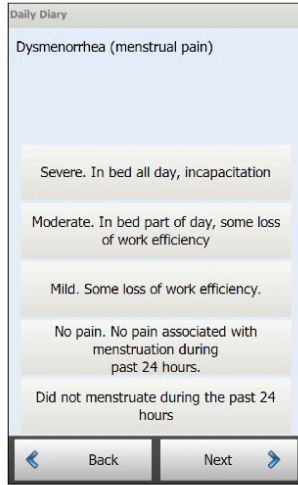 Daily Diary
Dysmenorrhea (menstrual pain)
Severe. In bed all day, incapacitation
Moderate. In bed part of day, some loss
of work efficiency
Mild. Some loss of work efficiency.
No pain. No pain associated with
menstruation during
past 24 hours.
Did not menstruate during the past 24
hours
Back
Next